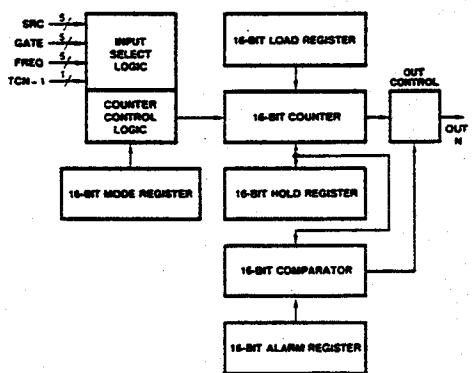 SRC 5
GATE 5
FREQ 5
TCN-1 1
INPUT
SELECT
LOGIC
COUNTER
CONTROL
LOGIC
16-BIT MODE REGISTER
16-BIT LOAD REGISTER
16-BIT COUNTER
16-BIT HOLD REGISTER
16-BIT COMPARATOR
16-BIT ALARM REGISTER
OUT
CONTROL
OUT
N